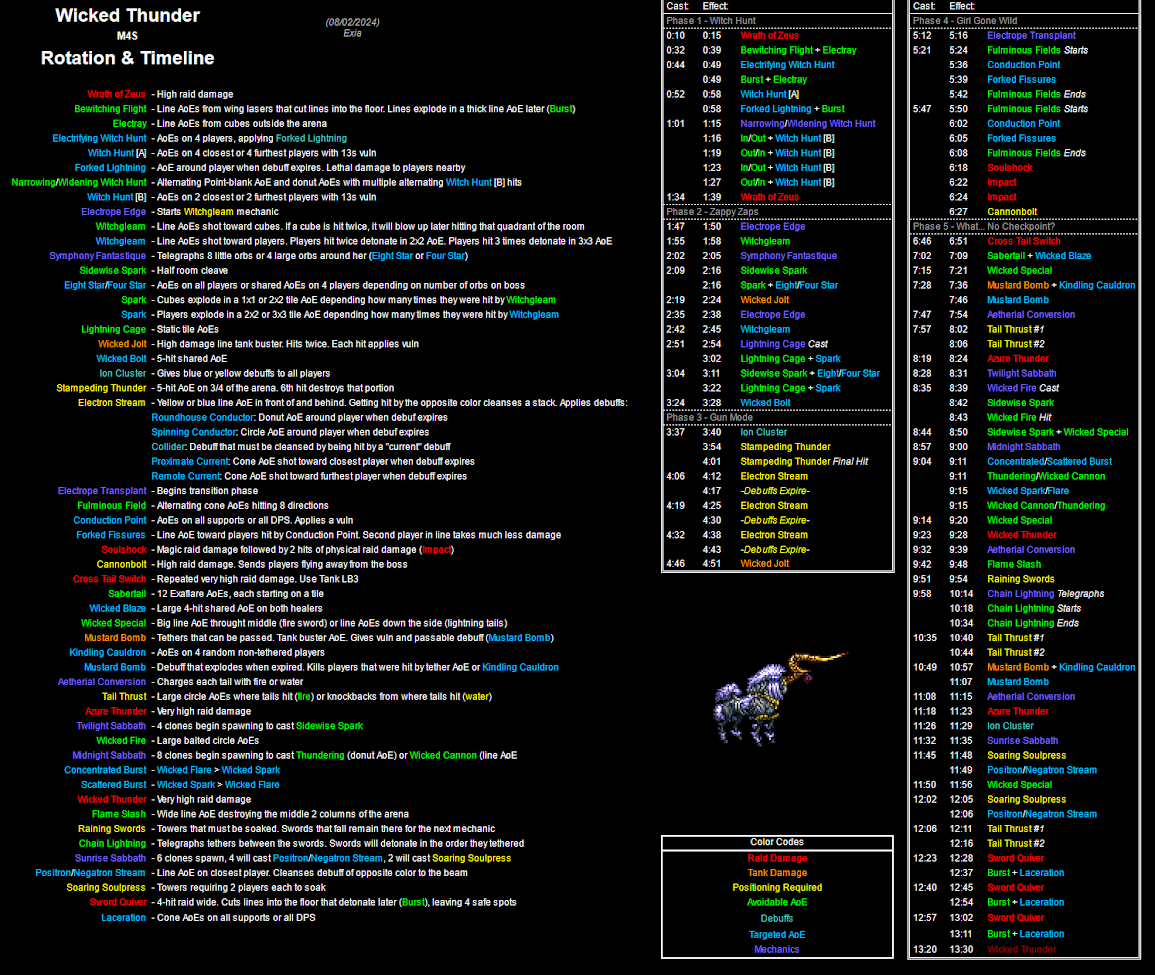 Wicked Thunder
M4S
Rotation & Timeline
(08/02/2024)
Exia
Wrath of Zeus - High raid damage
Bewitching Flight - Line AoEs from wing lasers that cut lines into the floor. Lines explode in a thick line AoE later (Burst)
Electray - Line AoEs from cubes outside the arena
Electrifying Witch Hunt - AoEs on 4 players, applying Forked Lightning
Witch Hunt [A] - AoEs on 4 closest or 4 furthest players with 13s vuln
Forked Lightning - AoE around player when debuff expires. Lethal damage to players nearby
Narrowing/Widening Witch Hunt - Alternating Point-blank AoE and donut AoEs with multiple alternating Witch Hunt [B] hits
Witch Hunt [B] - AoEs on 2 closest or 2 furthest players with 13s vuln
Electrope Edge - Starts Witchgleam mechanic
Witchgleam - Line AoEs shot toward cubes. If a cube is hit twice, it will blow up later hitting that quadrant of the room
Witchgleam - Line AoEs shot toward players. Players hit twice detonate in 2x2 AoE. Players hit 3 times detonate in 3x3 AoE
Symphony Fantastique - Telegraphs 8 little orbs or 4 large orbs around her (Eight Star or Four Star)
Sidewise Spark - Half room cleave
Eight Star/Four Star - AoEs on all players or shared AoEs on 4 players depending on number of orbs on boss
Spark - Cubes explode in a 1x1 or 2x2 tile AoE depending how many times they were hit by Witchgleam
Spark - Players explode in a 2x2 or 3x3 tile AoE depending how many times they were hit by Witchgleam
Lightning Cage - Static tile AoEs
Wicked Jolt - High damage line tank buster. Hits twice. Each hit applies vuln
Wicked Bolt - 5-hit shared AoE
Ion Cluster - Gives blue or yellow debuffs to all players
Stampeding Thunder - 5-hit AoE on 3/4 of the arena. 6th hit destroys that portion
Electron Stream - Yellow or blue line AoE in front of and behind. Getting hit by the opposite color cleanses a stack. Applies debuffs:
Roundhouse Conductor: Donut AoE around player when debuf expires
Spinning Conductor: Circle AoE around player when debuf expires
Collider: Debuff that must be cleansed by being hit by a "current" debuff
Proximate Current: Cone AoE shot toward closest player when debuff expires
Remote Current: Cone AoE shot toward furthest player when debuff expires
Electrope Transplant - Begins transition phase
Fulminous Field - Alternating cone AoEs hitting 8 directions
Conduction Point - AoEs on all supports or all DPS. Applies a vuln
Forked Fissures - Line AoE toward players hit by Conduction Point. Second player in line takes much less damage
Soulshock - Magic raid damage followed by 2 hits of physical raid damage (Impact)
Cannonbolt - High raid damage. Sends players flying away from the boss
Cross Tail Switch - Repeated very high raid damage. Use Tank LB3
Sabertail - 12 Exaflare AoEs, each starting on a tile
Wicked Blaze - Large 4-hit shared AoE on both healers
Wicked Special - Big line AoE throught middle (fire sword) or line AoEs down the side (lightning tails)
Mustard Bomb - Tethers that can be passed. Tank buster AoE. Gives vuln and passable debuff (Mustard Bomb)
Kindling Cauldron - AoEs on 4 random non-tethered players
Mustard Bomb - Debuff that explodes when expired. Kills players that were hit by tether AoE or Kindling Cauldron
Aetherial Conversion - Charges each tail with fire or water
Tail Thrust - Large circle AoEs where tails hit (fire) or knockbacks from where tails hit (water)
Azure Thunder - Very high raid damage
Twilight Sabbath - 4 clones begin spawning to cast Sidewise Spark
Wicked Fire - Large baited circle AoEs
Midnight Sabbath - 8 clones begin spawning to cast Thundering (donut AoE) or Wicked Cannon (line AoE
Concentrated Burst - Wicked Flare > Wicked Spark
Scattered Burst - Wicked Spark > Wicked Flare
Wicked Thunder - Very high raid damage
Flame Slash - Wide line AoE destroying the middle 2 columns of the arena
Raining Swords - Towers that must be soaked. Swords that fall remain there for the next mechanic
Chain Lightning - Telegraphs tethers between the swords. Swords will detonate in the order they tethered
Sunrise Sabbath - 6 clones spawn, 4 will cast Positron/Negatron Stream, 2 will cast Soaring Soulpress
Positron/Negatron Stream - Line AoE on closest player. Cleanses debuff of opposite color to the beam
Soaring Soulpress - Towers requiring 2 players each to soak
Sword Quiver - 4-hit raid wide. Cuts lines into the floor that detonate later (Burst), leaving 4 safe spots
Laceration - Cone AoEs on all supports or all DPS
Cast: Effect:
Phase 1 - Witch Hunt
0:10 0:15 Wrath of Zeus
0:32 0:39 Bewitching Flight + Electray
0:44 0:49 Electrifying Witch Hunt
0:49 Burst + Electray
0:52 0:58 Witch Hunt [A]
0:58 Forked Lightning + Burst
1:01 1:15 Narrowing/Widening Witch Hunt
1:16 In/Out + Witch Hunt [B]
1:19 Out/In + Witch Hunt [B]
1:23 In/Out + Witch Hunt [B]
1:27 Out/In + Witch Hunt [B]
1:34 1:39 Wrath of Zeus
Phase 2 - Zappy Zaps
1:47 1:50 Electrope Edge
1:55 1:58 Witchgleam
2:02 2:05 Symphony Fantastique
2:09 2:16 Sidewise Spark
2:16 Spark + Eight/Four Star
2:19 2:24 Wicked Jolt
2:35 2:38 Electrope Edge
2:42 2:45 Witchgleam
2:51 2:54 Lightning Cage Cast
3:02 Lightning Cage + Spark
3:04 3:11 Sidewise Spark + Eight/Four Star
3:22 Lightning Cage + Spark
3:24 3:28 Wicked Bolt
Phase 3 - Gun Mode
3:37 3:40 Ion Cluster
3:54 Stampeding Thunder
4:01 Stampeding Thunder Final Hit
4:06 4:12 Electron Stream
4:17 -Debuffs Expire-
4:19 4:25 Electron Stream
4:30 -Debuffs Expire-
4:32 4:38 Electron Stream
4:43 -Debuffs Expire-
4:46 4:51 Wicked Jolt
Color Codes
Raid Damage
Tank Damage
Positioning Required
Avoidable AoE
Debuffs
Targeted AoE
Mechanics
Cast: Effect:
Phase 4 - Girl Gone Wild
5:12 5:16 Electrope Transplant
5:21 5:24 Fulminous Fields Starts
5:36 Conduction Point
5:39 Forked Fissures
5:42 Fulminous Fields Ends
5:47 5:50 Fulminous Fields Starts
6:02 Conduction Point
6:05 Forked Fissures
6:08 Fulminous Fields Ends
6:18 Soulshock
6:22 Impact
6:24 Impact
6:27 Cannonbolt
Phase 5 - What... No Checkpoint?
6:46 6:51 Cross Tail Switch
7:02 7:09 Sabertail + Wicked Blaze
7:15 7:21 Wicked Special
7:28 7:36 Mustard Bomb + Kindling Cauldron
7:46 Mustard Bomb
7:47 7:54 Aetherial Conversion
7:57 8:02 Tail Thrust #1
8:06 Tail Thrust #2
8:19 8:24 Azure Thunder
8:28 8:31 Twilight Sabbath
8:35 8:39 Wicked Fire Cast
8:42 Sidewise Spark
8:43 Wicked Fire Hit
8:44 8:50 Sidewise Spark + Wicked Special
8:57 9:00 Midnight Sabbath
9:04 9:11 Concentrated/Scattered Burst
9:11 Thundering/Wicked Cannon
9:15 Wicked Spark/Flare
9:15 Wicked Cannon/Thundering
9:14 9:20 Wicked Special
9:23 9:28 Wicked Thunder
9:32 9:39 Aetherial Conversion
9:42 9:48 Flame Slash
9:51 9:54 Raining Swords
9:58 10:14 Chain Lightning Telegraphs
10:18 Chain Lightning Starts
10:34 Chain Lightning Ends
10:35 10:40 Tail Thrust #1
10:44 Tail Thrust #2
10:49 10:57 Mustard Bomb + Kindling Cauldron
11:07 Mustard Bomb
11:08 11:15 Aetherial Conversion
11:18 11:23 Azure Thunder
11:26 11:29 Ion Cluster
11:32 11:35 Sunrise Sabbath
11:45 11:48 Soaring Soulpress
11:49 Positron/Negatron Stream
11:50 11:56 Wicked Special
12:02 12:05 Soaring Soulpress
12:06 Positron/Negatron Stream
12:06 12:11 Tail Thrust #1
12:16 Tail Thrust #2
12:23 12:28 Sword Quiver
12:37 Burst + Laceration
12:40 12:45 Sword Quiver
12:54 Burst + Laceration
12:57 13:02 Sword Quiver
13:11 Burst + Laceration
13:20 13:30 Wicked Thunder